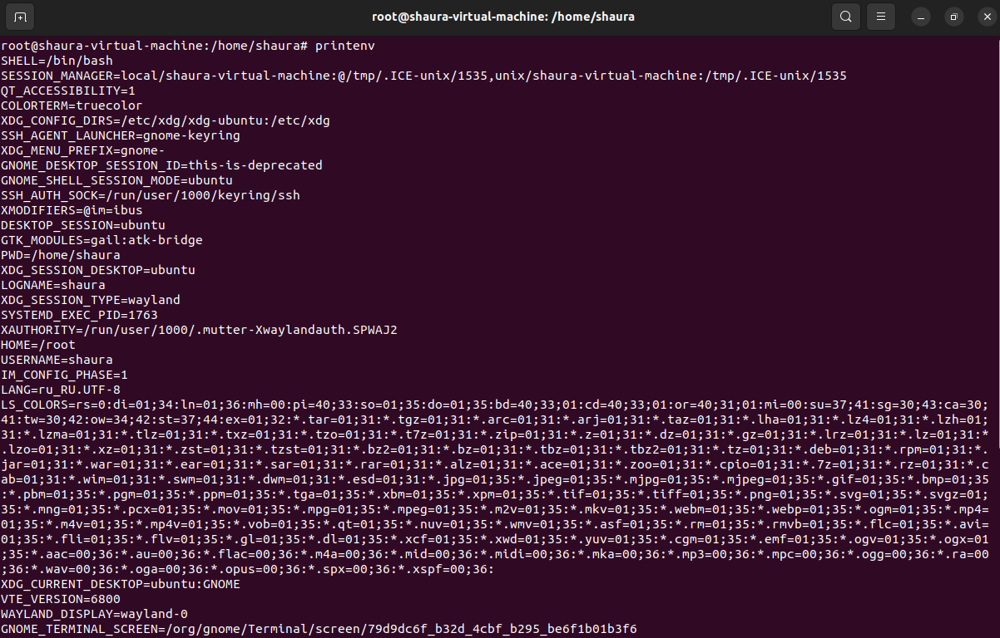 root@shaura-virtual-machine: /home/shaura
root@shaura-virtual-machine:/home/shaura# printenv
SHELL=/bin/bash
SESSION_MANAGER=local/shaura-virtual-machine:@/tmp/.ICE-unix/1535,unix/shaura-virtual-machine:/tmp/.ICE-unix/1535
QT_ACCESSIBILITY=1
COLORTERM=truecolor
XDG_CONFIG_DIRS=/etc/xdg/xdg-ubuntu:/etc/xdg
SSH_AGENT_LAUNCHER=gnome-keyring
XDG_MENU_PREFIX=gnome-
GNOME_DESKTOP_SESSION_ID=this-is-deprecated
GNOME_SHELL_SESSION_MODE=ubuntu
SSH_AUTH_SOCK=/run/user/1000/keyring/ssh
XMODIFIERS=@im=ibus
DESKTOP_SESSION=ubuntu
GTK_MODULES=gail:atk-bridge
PWD=/home/shaura
XDG_SESSION_DESKTOP=ubuntu
LOGNAME=shaura
XDG_SESSION_TYPE=wayland
SYSTEMD_EXEC_PID=1763
XAUTHORITY=/run/user/1000/.mutter-Xwaylandauth.SPWAJ2
HOME=/root
USERNAME=shaura
IM_CONFIG_PHASE=1
LANG=ru_RU.UTF-8
LS_COLORS=rs=0:di=01;34:ln=01;36:mh=00:pi=40;33:so=01;35:do=01;35:bd=40;33;01:cd=40;33;01:or=40;31;01:mi=00:su=37;41:sg=30;43:ca=30;
41:tw=30;42:ow=34;42:st=37;44:ex=01;32:*.tar=01;31:*.tgz=01;31:*.arc=01;31:*.arj=01;31:*.taz=01;31:*.lha=01;31:*.lz4=01;31:*.lzh=01;
31:*.lzma=01;31:*.tlz=01;31:*.txz=01;31:*.tzo=01;31:*.t7z=01;31:*.zip=01;31:*.z=01;31:*.dz=01;31:*.gz=01;31:*.lrz=01;31:*.lz=01;31:*
.lzo=01;31:*.xz=01;31:*.zst=01;31:*.tzst=01;31:*.bz2=01;31:*.bz=01;31:*.tbz=01;31:*.tbz2=01;31:*.tz=01;31:*.deb=01;31:*.rpm=01;31:*.
jar=01;31:*.war=01;31:*.ear=01;31:*.sar=01;31:*.rar=01;31:*.alz=01;31:*.ace=01;31:*.zoo=01;31:*.cpio=01;31:*.7z=01;31:*.rz=01;31:*.c
ab=01;31:*.wim=01;31:*.swm=01;31:*.dwm=01;31:*.esd=01;31:*.jpg=01;35:*.jpeg=01;35:*.mjpg=01;35:*.mjpeg=01;35:*.gif=01;35:*.bmp=01;35
:*.pbm=01;35:*.pgm=01;35:*.ppm=01;35:*.tga=01;35:*.xbm=01;35:*.xpm=01;35:*.tif=01;35:*.tiff=01;35:*.png=01;35:*.svg=01;35:*.svgz=01;
35:*.mng=01;35:*.pcx=01;35:*.mov=01;35:*.mpg=01;35:*.mpeg=01;35:*.m2v=01;35:*.mkv=01;35:*.webm=01;35:*.webp=01;35:*.ogm=01;35:*.mp4=
01;35:*.m4v=01;35:*.mp4v=01;35:*.vob=01;35:*.qt=01;35:*.nuv=01;35:*.wmv=01;35:*.asf=01;35:*.rm=01;35:*.rmvb=01;35:*.flc=01;35:*.avi=
01;35:*.fli=01;35:*.flv=01;35:*.gl=01;35:*.dl=01;35:*.xcf=01;35:*.xwd=01;35:*.yuv=01;35:*.cgm=01;35:*.emf=01;35:*.ogv=01;35:*.ogx=01
;35:*.aac=00;36:*.au=00;36:*.flac=00;36:*.m4a=00;36:*.mid=00;36:*.midi=00;36:*.mka=00;36:*.mp3=00;36:*.mpc=00;36:*.ogg=00;36:*.ra=00
;36:*.wav=00;36:*.oga=00;36:*.opus=00;36:*.spx=00;36:*.xspf=00;36:
XDG_CURRENT_DESKTOP=ubuntu:GNOME
VTE_VERSION=6800
WAYLAND_DISPLAY=wayland-0
GNOME_TERMINAL_SCREEN=/org/gnome/Terminal/screen/79d9dc6f_b32d_4cbf_b295_be6f1b01b3f6